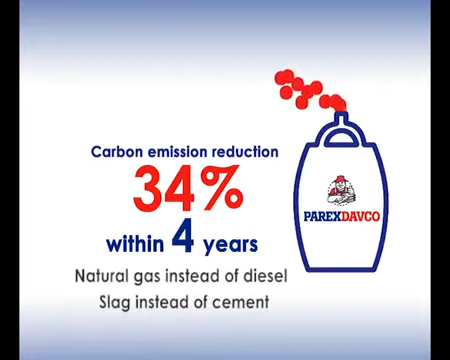 Carbon emission reduction
34%
within 4 years
PAREXDAVCO
Natural gas instead of diesel
Slag instead of cement